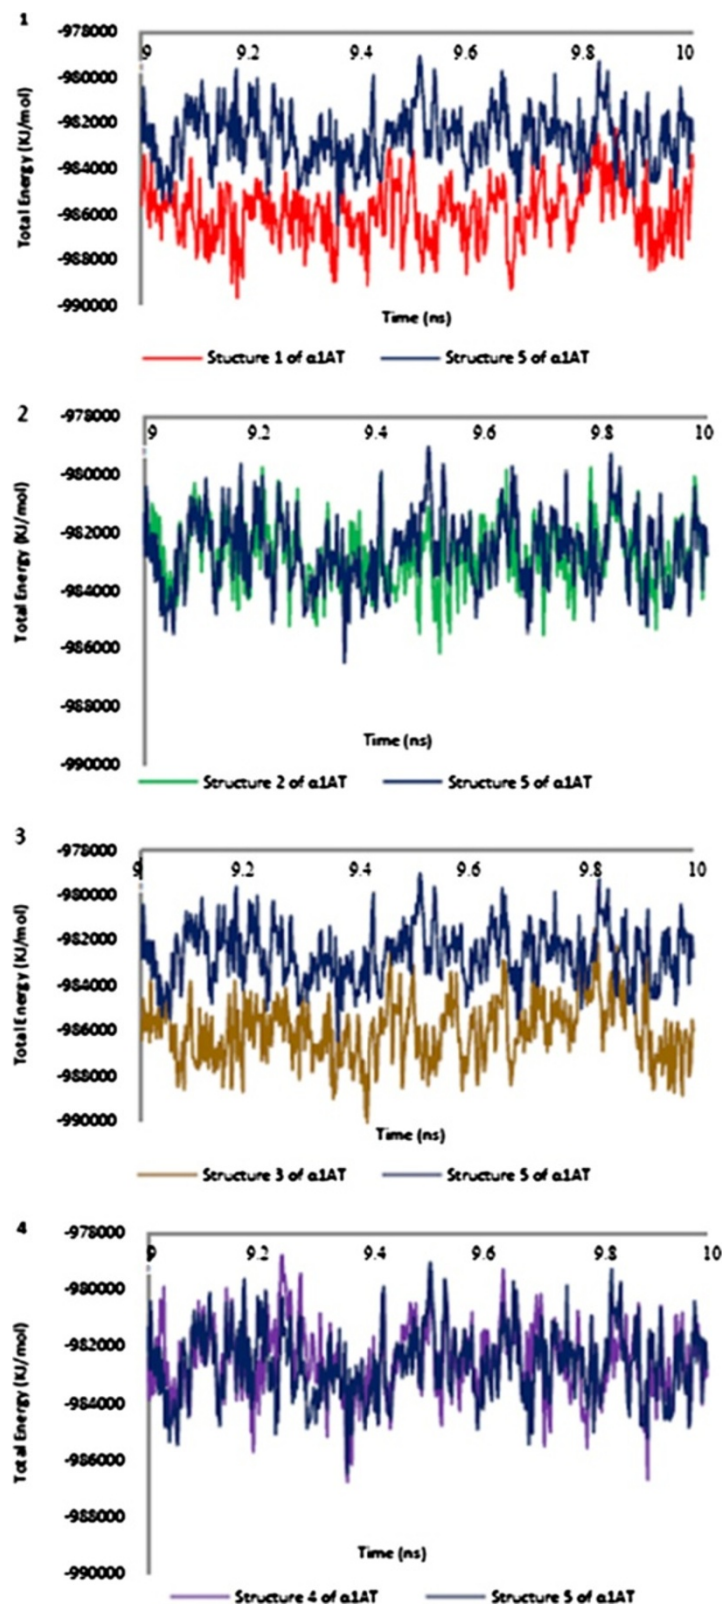 1
-978000
9 9.2 9.4 9.6 9.8 10
-980000
-982000
-984000
-986000
-988000
-990000
Total Energy (KJ/mol)
Time (ns)
Stucture 1 of α1AT Structure 5 of α1AT
2
-978000
9 9.2 9.4 9.6 9.8 10
-980000
-982000
-984000
-986000
-988000
-990000
Total Energy (KJ/mol)
Time (ns)
Structure 2 of α1AT Structure 5 of α1AT
3
-978000
9 9.2 9.4 9.6 9.8 10
-980000
-982000
-984000
-986000
-988000
-990000
Total Energy (KJ/mol)
Time (ns)
Structure 3 of α1AT Structure 5 of α1AT
4
-978000
9 9.2 9.4 9.6 9.8 10
-980000
-982000
-984000
-986000
-988000
-990000
Total Energy (KJ/mol)
Time (ns)
Structure 4 of α1AT Structure 5 of α1AT